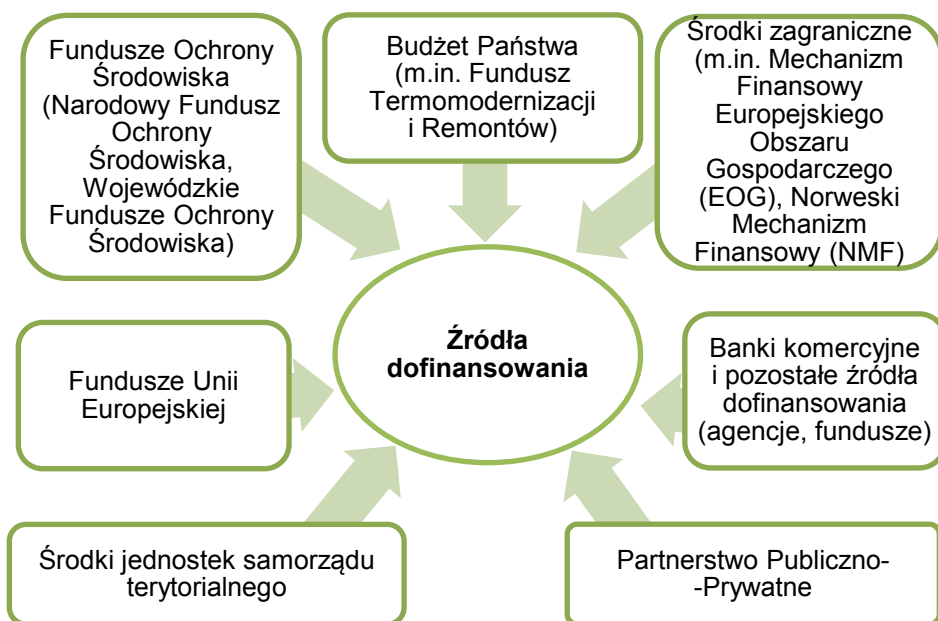 Fundusze Ochrony
Środowiska
(Narodowy Fundusz
Ochrony
Środowiska,
Wojewódzkie
Fundusze Ochrony
Środowiska)
Budżet Państwa
(m.in. Fundusz
Termomodernizacji
i Remontów)
Środki zagraniczne
(m.in. Mechanizm
Finansowy
Europejskiego
Obszaru
Gospodarczego
(EOG), Norweski
Mechanizm
Finansowy (NMF)
Źródła
dofinansowania
Fundusze Unii
Europejskiej
Banki komercyjne
i pozostałe źródła
dofinansowania
(agencje, fundusze)
Środki jednostek samorządu
terytorialnego
Partnerstwo Publiczno-
-Prywatne